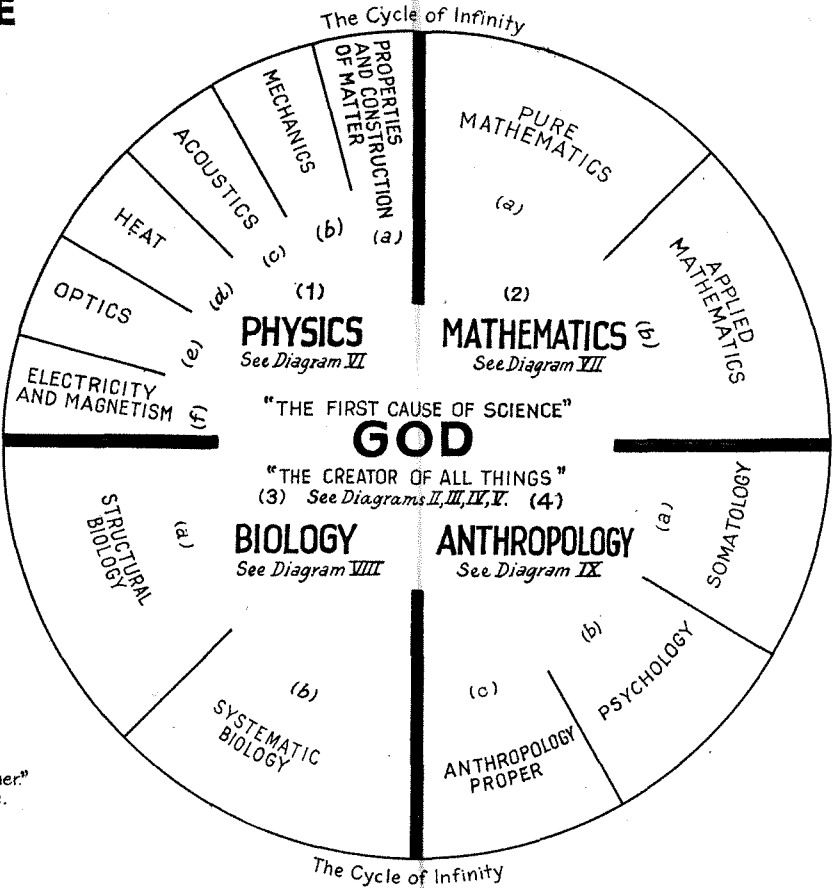 E
The Cycle of Infinity
PROPERTIES
AND CONSTRUCTION
OF MATTER
(a)
MECHANICS
(b)
ACOUSTICS
(c)
HEAT
(d)
OPTICS
(e)
ELECTRICITY
AND MAGNETISM
(f)
(1)
PHYSICS
See Diagram VI
PURE
MATHEMATICS
(a)
APPLIED
MATHEMATICS
(b)
(2)
MATHEMATICS
See Diagram VII
"THE FIRST CAUSE OF SCIENCE"
GOD
"THE CREATOR OF ALL THINGS"
(3) See Diagrams II, III, IV, V. (4)
BIOLOGY
See Diagram VIIII
STRUCTURAL
BIOLOGY
(a)
(b)
SYSTEMATIC
BIOLOGY
ANTHROPOLOGY
See Diagram IX
(a)
SOMATOLOGY
(b)
PSYCHOLOGY
(c)
ANTHROPOLOGY
PROPER
The Cycle of Infinity